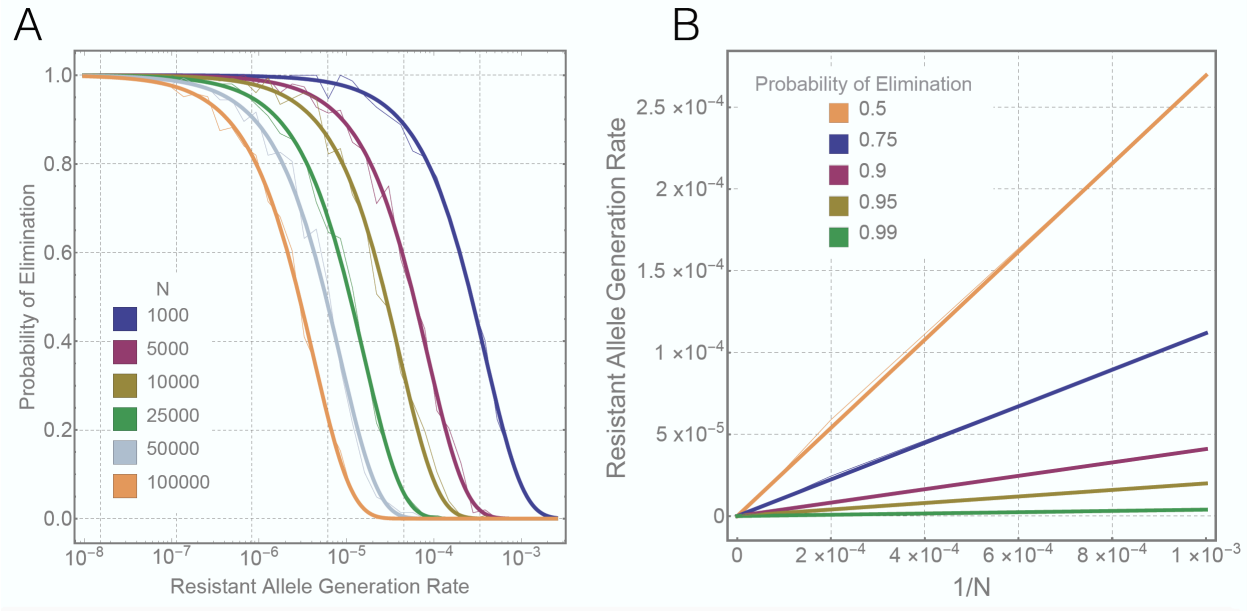 A
Probability of Elimination
1.0
0.8
0.6
0.4
0.2
0.0
N
1000
5000
10000
25000
50000
100000
10⁻⁸ 10⁻⁷ 10⁻⁶ 10⁻⁵ 10⁻⁴ 10⁻³
Resistant Allele Generation Rate
B
Resistant Allele Generation Rate
2.5 ×10⁻⁴
2 ×10⁻⁴
1.5 ×10⁻⁴
1 ×10⁻⁴
5 ×10⁻⁵
0
Probability of Elimination
0.5
0.75
0.9
0.95
0.99
0 2 ×10⁻⁴ 4 ×10⁻⁴ 6 ×10⁻⁴ 8 ×10⁻⁴ 1 ×10⁻³
1/N